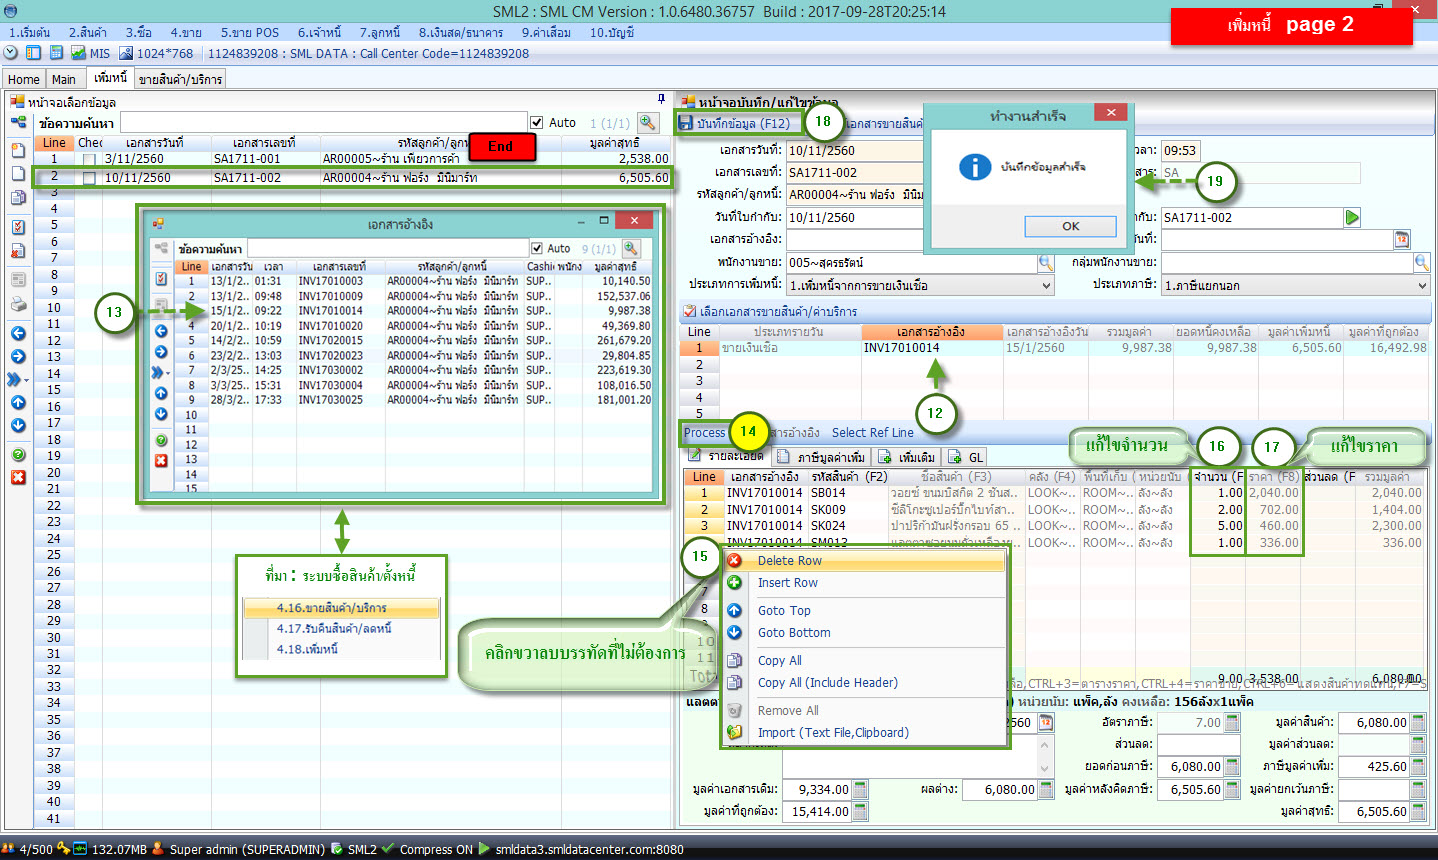 SML2 : SML CM Version : 1.0.6480.36757 Build : 2017-09-28T20:25:14
เพิ่มหนี้ page 2
1.เริ่มต้น 2.สินค้า 3.ซื้อ 4.ขาย 5.ขาย POS 6.เจ้าหนี้ 7.ลูกหนี้ 8.เงินสด/ธนาคาร 9.ค่าเสื่อม 10.บัญชี
MIS 1024*768 1124839208 : SML DATA : Call Center Code=1124839208
Home Main เพิ่มหนี้ ขายสินค้า/บริการ
หน้าจอเลือกข้อมูล
ข้อความค้นหา Auto 1 (1/1)
Line Chec เอกสารวันที่ เอกสารเลขที่ รหัสลูกค้า/ลูกหนี้ มูลค่าสุทธิ
End
1 3/11/2560 SA1711-001 AR00005~ร้าน เพียวการค้า 2,538.00
2 10/11/2560 SA1711-002 AR00004~ร้าน ฟอร์ง มินิมาร์ท 6,505.60
3
4
5
6
7
8
9
10
11
12
13
14
15
16
17
18
19
20
21
22
23
24
25
26
27
28
29
30
31
32
33
34
35
36
37
38
39
40
41
13
เอกสารอ้างอิง
ข้อความค้นหา Auto 9 (1/1)
Line เอกสารวัน เวลา เอกสารเลขที่ รหัสลูกค้า/ลูกหนี้ Cashi พนักง มูลค่าสุทธิ
1 13/1/2.. 01:31 INV17010003 AR00004~ร้าน ฟอร์ง มินิมาร์ท SUP.. 10,140.50
2 13/1/2.. 09:48 INV17010009 AR00004~ร้าน ฟอร์ง มินิมาร์ท SUP.. 152,537.06
15/1/2.. 09:22 INV17010014 AR00004~ร้าน ฟอร์ง มินิมาร์ท SUP.. 9,987.38
4 20/1/2.. 10:19 INV17010020 AR00004~ร้าน ฟอร์ง มินิมาร์ท SUP.. 49,369.80
5 14/2/2.. 10:59 INV17020015 AR00004~ร้าน ฟอร์ง มินิมาร์ท SUP.. 261,679.20
6 23/2/2.. 13:03 INV17020023 AR00004~ร้าน ฟอร์ง มินิมาร์ท SUP.. 29,804.85
7 2/3/25.. 14:25 INV17030002 AR00004~ร้าน ฟอร์ง มินิมาร์ท SUP.. 223,619.30
8 3/3/25.. 15:31 INV17030004 AR00004~ร้าน ฟอร์ง มินิมาร์ท SUP.. 108,016.50
9 28/3/2.. 17:33 INV17030025 AR00004~ร้าน ฟอร์ง มินิมาร์ท SUP.. 181,001.20
10
11
12
13
14
15
ที่มา : ระบบซื้อสินค้า/ตั้งหนี้
4.16.ขายสินค้า/บริการ
4.17.รับคืนสินค้า/ลดหนี้
4.18.เพิ่มหนี้
หน้าจอบันทึก/แก้ไขข้อมูล
บันทึกข้อมูล (F12) 18 เอกสารขายสินค้า
ทำงานสำเร็จ
บันทึกข้อมูลสำเร็จ
OK
19
เอกสารวันที่: 10/11/2560 เวลา: 09:53
เอกสารเลขที่: SA1711-002 สาร: SA
รหัสลูกค้า/ลูกหนี้: AR00004~ร้าน ฟอร์ง มินิม
วันที่ใบกำกับ: 10/11/2560 กำกับ: SA1711-002
เอกสารอ้างอิง: วันที่:
พนักงานขาย: 005~สุดรรัตน์ กลุ่มพนักงานขาย:
ประเภทการเพิ่มหนี้: 1.เพิ่มหนี้จากการขายเงินเชื่อ ประเภทภาษี: 1.ภาษีแยกนอก
เลือกเอกสารขายสินค้า/ค่าบริการ
Line ประเภทรายวัน เอกสารอ้างอิง เอกสารอ้างอิงวัน รวมมูลค่า ยอดหนี้คงเหลือ มูลค่าเพิ่มหนี้ มูลค่าที่ถูกต้อง
1 ขายเงินเชื่อ INV17010014 15/1/2560 9,987.38 9,987.38 6,505.60 16,492.98
2
3
4
5
12
Process 14 สารอ้างอิง Select Ref Line
แก้ไขจำนวน 16 17 แก้ไขราคา
รายละเอียด ภาษีมูลค่าเพิ่ม เพิ่มเติม GL
Line เอกสารอ้างอิง รหัสสินค้า (F2) ชื่อสินค้า (F3) คลัง (F4) พื้นที่เก็บ ( หน่วยนับ ( จำนวน (F ราคา (F8) ส่วนลด (F รวมมูลค่า
1 INV17010014 SB014 วอยซ์ ขนมบิสกิต 2 ชั้นส.. LOOK~.. ROOM~.. ลัง~ลัง 1.00 2,040.00 2,040.00
2 INV17010014 SK009 ซีลิโกะซูเปอร์บิ๊กไบท์สา.. LOOK~.. ROOM~.. ลัง~ลัง 2.00 702.00 1,404.00
3 INV17010014 SK024 ปาปริก้ามันฝรั่งกรอบ 65 .. LOOK~.. ROOM~.. ลัง~ลัง 5.00 460.00 2,300.00
INV17010014 SM013 LOOK~.. ROOM~.. ลัง~ลัง 1.00 336.00 336.00
15
Delete Row
Insert Row
Goto Top
Goto Bottom
Copy All
Copy All (Include Header)
Remove All
Import (Text File,Clipboard)
7
8
10
11
คลิกขวาลบบรรทัดที่ไม่ต้องการ
9.00 3,538.00 6,080.00
CTRL+3=ตารางราคา,CTRL+4=ราคาขาย,CTRL+6=แสดงสินค้าทดแทน,F7=S
หน่วยนับ: แพ็ค,ลัง คงเหลือ: 156ลังx1แพ็ค
2560 อัตราภาษี: 7.00 มูลค่าสินค้า: 6,080.00
ส่วนลด: มูลค่าส่วนลด:
ยอดก่อนภาษี: 6,080.00 ภาษีมูลค่าเพิ่ม: 425.60
มูลค่าเอกสารเดิม: 9,334.00 ผลต่าง: 6,080.00 มูลค่าหลังคิดภาษี: 6,505.60 มูลค่ายกเว้นภาษี:
มูลค่าที่ถูกต้อง: 15,414.00 มูลค่าสุทธิ: 6,505.60
4/500 132.07MB Super admin (SUPERADMIN) SML2 Compress ON smldata3.smldatacenter.com:8080